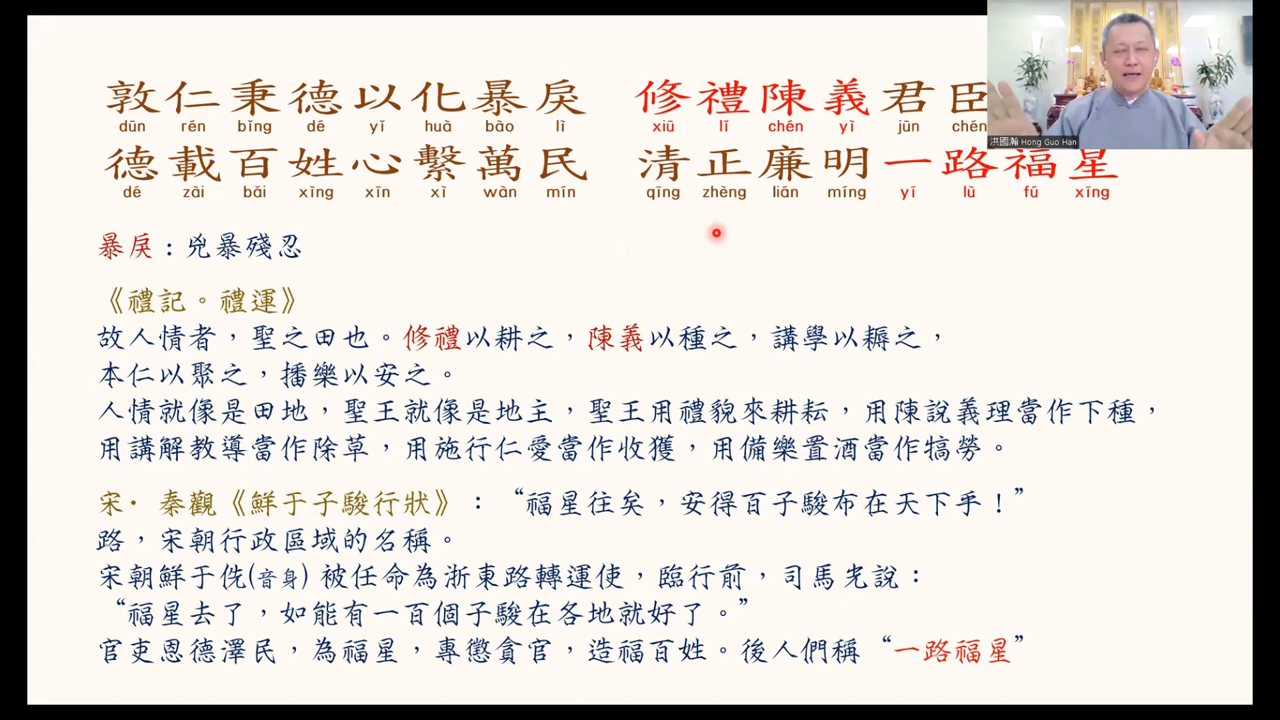 敦仁秉德以化暴戾 修禮陳義君臣
dūn rén bǐng dé yǐ huà bào lì xiū lǐ chén yì jūn chén
德載百姓心繫萬民 清正廉明一路福星
dé zài bǎi xìng xīn xì wàn mín qīng zhèng lián míng yí lù fú xīng
洪國瀚 Hong Guo Han
暴戾：兇暴殘忍
《禮記。禮運》
故人情者，聖之田也。修禮以耕之，陳義以種之，講學以耨之，
本仁以聚之，播樂以安之。
人情就像是田地，聖王就像是地主，聖王用禮貌來耕耘，用陳說義理當作下種，
用講解教導當作除草，用施行仁愛當作收獲，用備樂置酒當作犒勞。
宋· 秦觀《鮮于子駿行狀》：“福星往矣，安得百子駿布在天下乎！”
路，宋朝行政區域的名稱。
宋朝鮮于侁(音身) 被任命為浙東路轉運使，臨行前，司馬光說：
“福星去了，如能有一百個子駿在各地就好了。”
官吏恩德澤民，為福星，專懲貪官，造福百姓。後人們稱“一路福星”